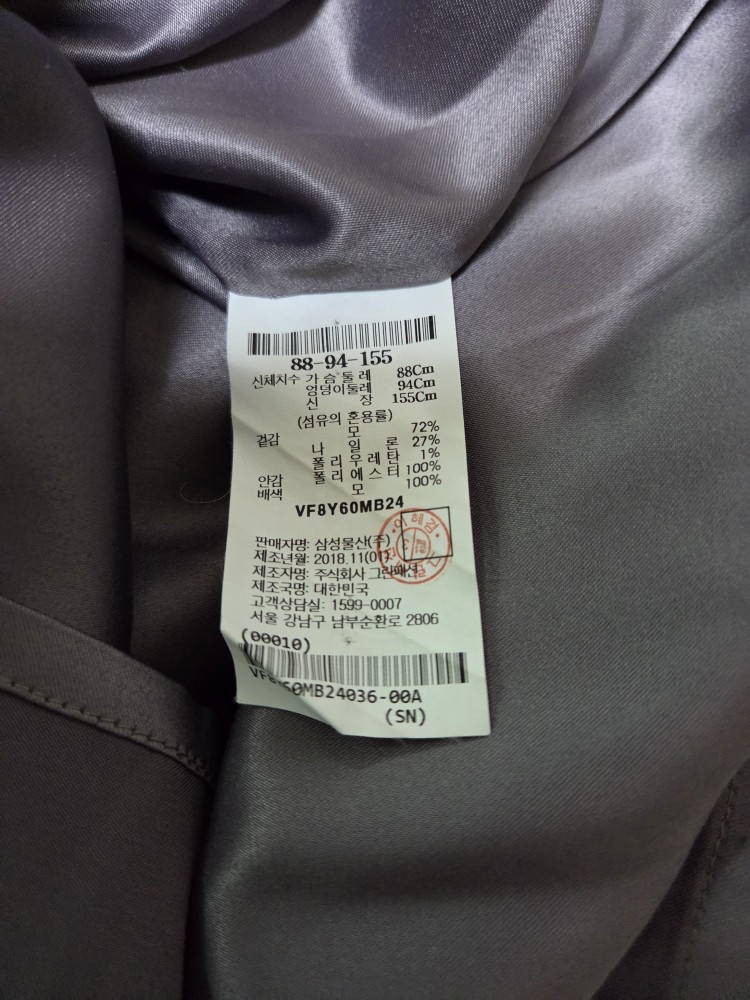 88-94-155
신체치수 가 슴 둘 레 88Cm
엉덩이둘레 94Cm
신 장 155Cm
(섬유의 혼용률)
겉감 모 72%
나 일 론 27%
폴 리 우 레 탄 1%
안감 폴 리 에 스 터 100%
배색 모 100%
VF8Y60MB24
판매자명: 삼성물산(주)
제조년월: 2018.11(01)
제조자명: 주식회사 그린패션
제조국명: 대한민국
고객상담실: 1599-0007
서울 강남구 남부순환로 2806
(00010)
VF8Y60MB24036-00A
(SN)